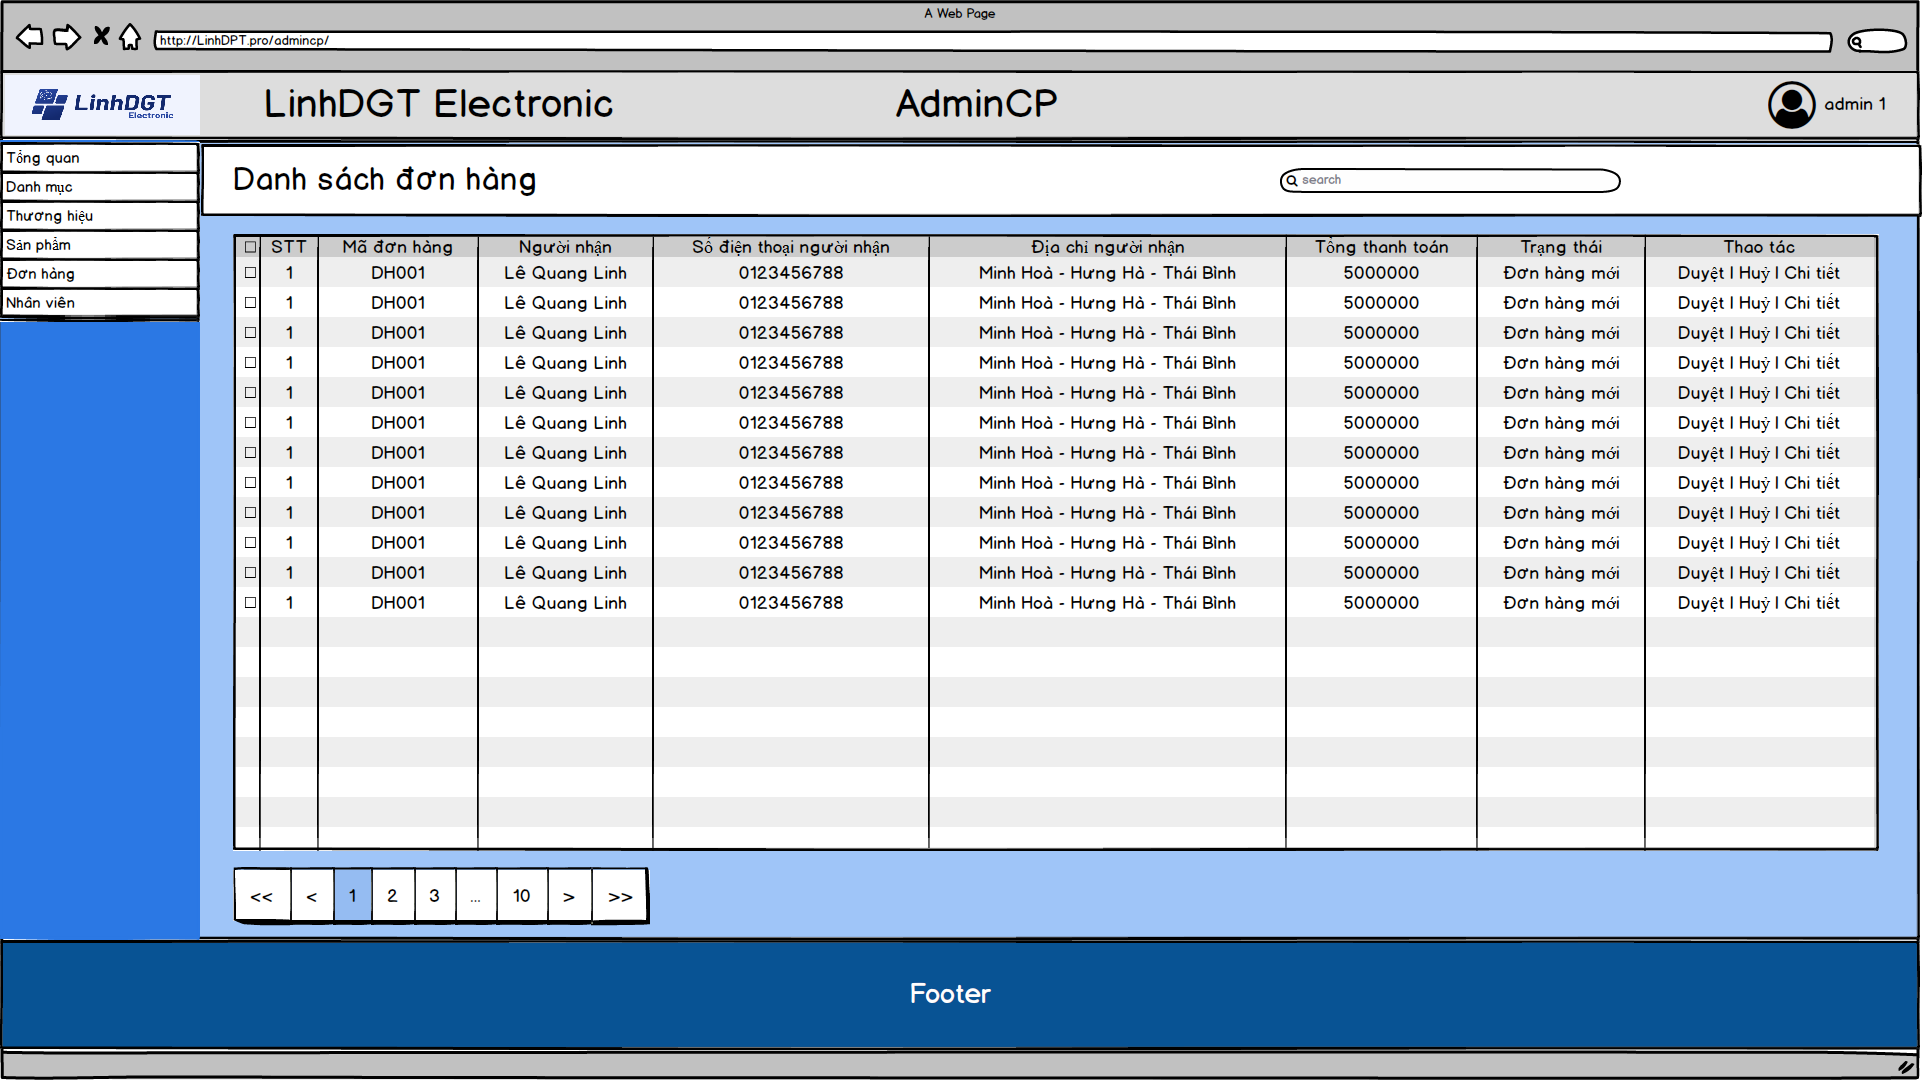 A Web Page
http://LinhDPT.pro/admincp/
LinhDGT
Electronic
LinhDGT Electronic
AdminCP
admin 1
Tổng quan
Danh mục
Thương hiệu
Sản phẩm
Đơn hàng
Nhân viên
Danh sách đơn hàng
search
STT Mã đơn hàng Người nhận Số điện thoại người nhận Địa chỉ người nhận Tổng thanh toán Trạng thái Thao tác
1 DH001 Lê Quang Linh 0123456788 Minh Hoà - Hưng Hà - Thái Bình 5000000 Đơn hàng mới Duyệt | Huỷ | Chi tiết
1 DH001 Lê Quang Linh 0123456788 Minh Hoà - Hưng Hà - Thái Bình 5000000 Đơn hàng mới Duyệt | Huỷ | Chi tiết
1 DH001 Lê Quang Linh 0123456788 Minh Hoà - Hưng Hà - Thái Bình 5000000 Đơn hàng mới Duyệt | Huỷ | Chi tiết
1 DH001 Lê Quang Linh 0123456788 Minh Hoà - Hưng Hà - Thái Bình 5000000 Đơn hàng mới Duyệt | Huỷ | Chi tiết
1 DH001 Lê Quang Linh 0123456788 Minh Hoà - Hưng Hà - Thái Bình 5000000 Đơn hàng mới Duyệt | Huỷ | Chi tiết
1 DH001 Lê Quang Linh 0123456788 Minh Hoà - Hưng Hà - Thái Bình 5000000 Đơn hàng mới Duyệt | Huỷ | Chi tiết
1 DH001 Lê Quang Linh 0123456788 Minh Hoà - Hưng Hà - Thái Bình 5000000 Đơn hàng mới Duyệt | Huỷ | Chi tiết
1 DH001 Lê Quang Linh 0123456788 Minh Hoà - Hưng Hà - Thái Bình 5000000 Đơn hàng mới Duyệt | Huỷ | Chi tiết
1 DH001 Lê Quang Linh 0123456788 Minh Hoà - Hưng Hà - Thái Bình 5000000 Đơn hàng mới Duyệt | Huỷ | Chi tiết
1 DH001 Lê Quang Linh 0123456788 Minh Hoà - Hưng Hà - Thái Bình 5000000 Đơn hàng mới Duyệt | Huỷ | Chi tiết
1 DH001 Lê Quang Linh 0123456788 Minh Hoà - Hưng Hà - Thái Bình 5000000 Đơn hàng mới Duyệt | Huỷ | Chi tiết
1 DH001 Lê Quang Linh 0123456788 Minh Hoà - Hưng Hà - Thái Bình 5000000 Đơn hàng mới Duyệt | Huỷ | Chi tiết
<< < 1 2 3 ... 10 > >>
Footer